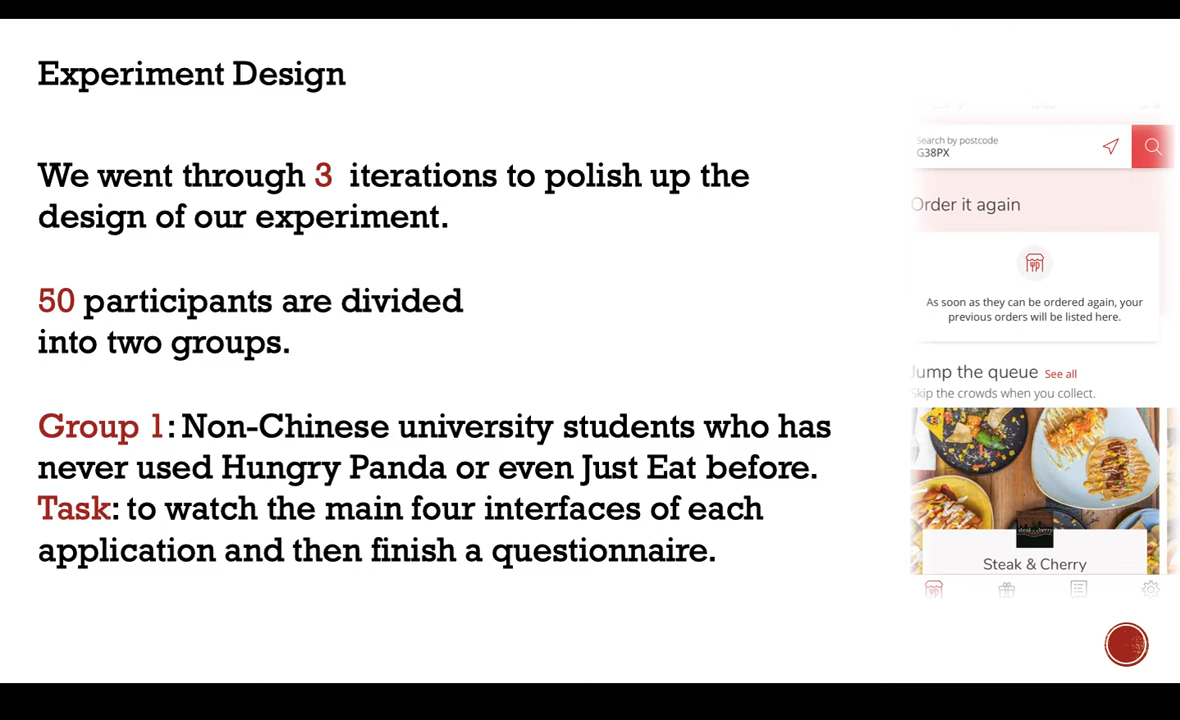 Experiment Design
We went through 3 iterations to polish up the
design of our experiment.
50 participants are divided
into two groups.
Group 1: Non-Chinese university students who has
never used Hungry Panda or even Just Eat before.
Task: to watch the main four interfaces of each
application and then finish a questionnaire.
Search by postcode
G38PX
Order it again
As soon as they can be ordered again, your
previous orders will be listed here.
Jump the queue See all
Skip the crowds when you collect.
steak & cherry
Steak & Cherry